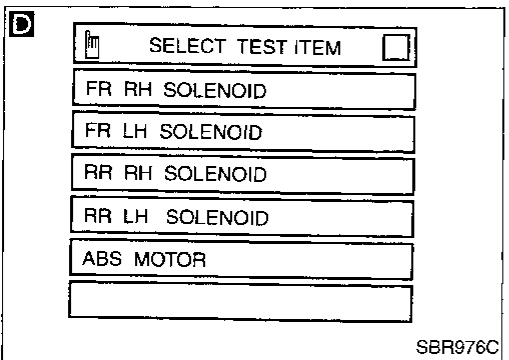 D
SELECT TEST ITEM
FR RH SOLENOID
FR LH SOLENOID
RR RH SOLENOID
RR LH SOLENOID
ABS MOTOR
SBR976C